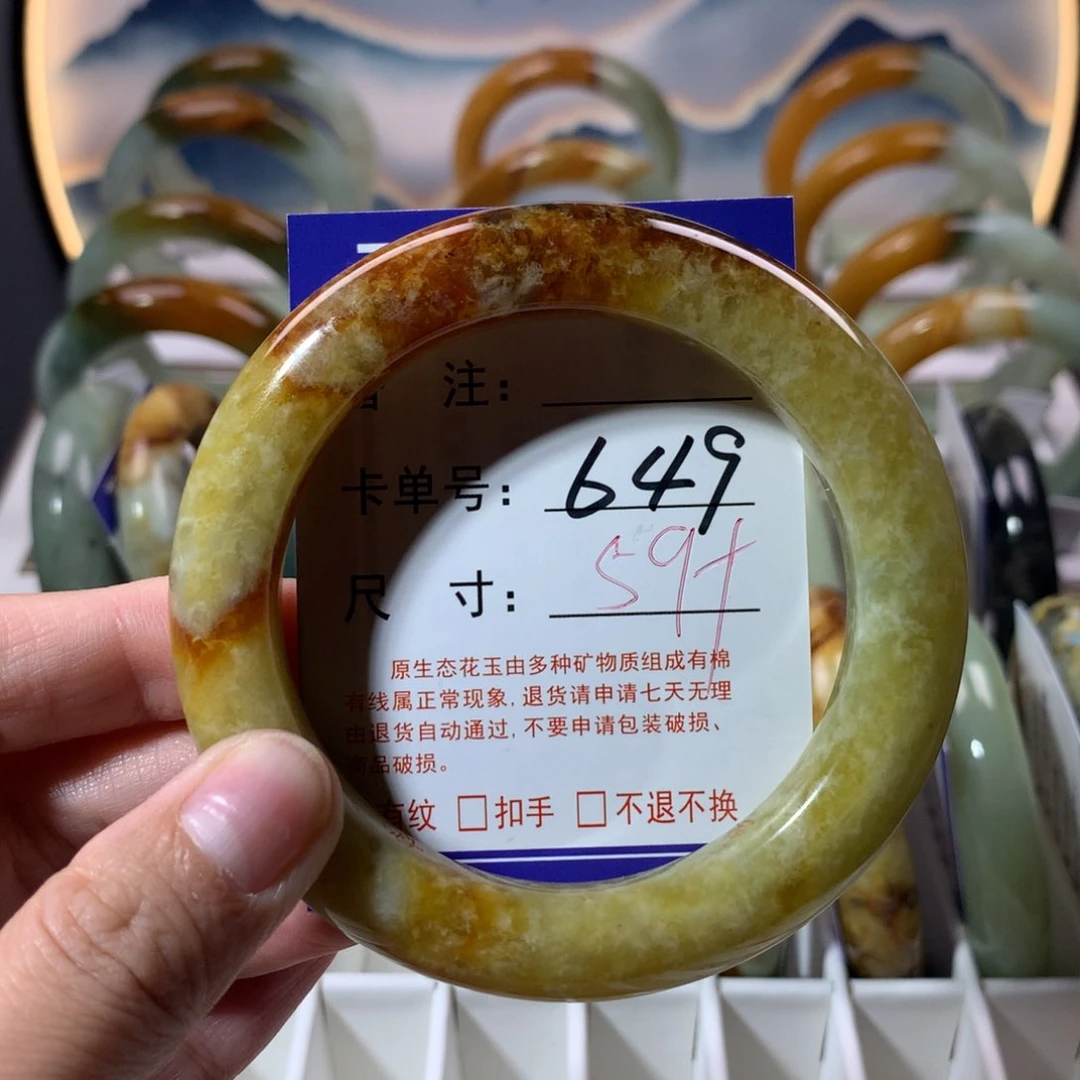 注：
卡单号：649
尺 寸：59+
原生态花玉由多种矿物质组成有棉
有线属正常现象，退货请申请七天无理
由退货自动通过，不要申请包装破损、
商品破损。
有纹 □扣手 □不退不换